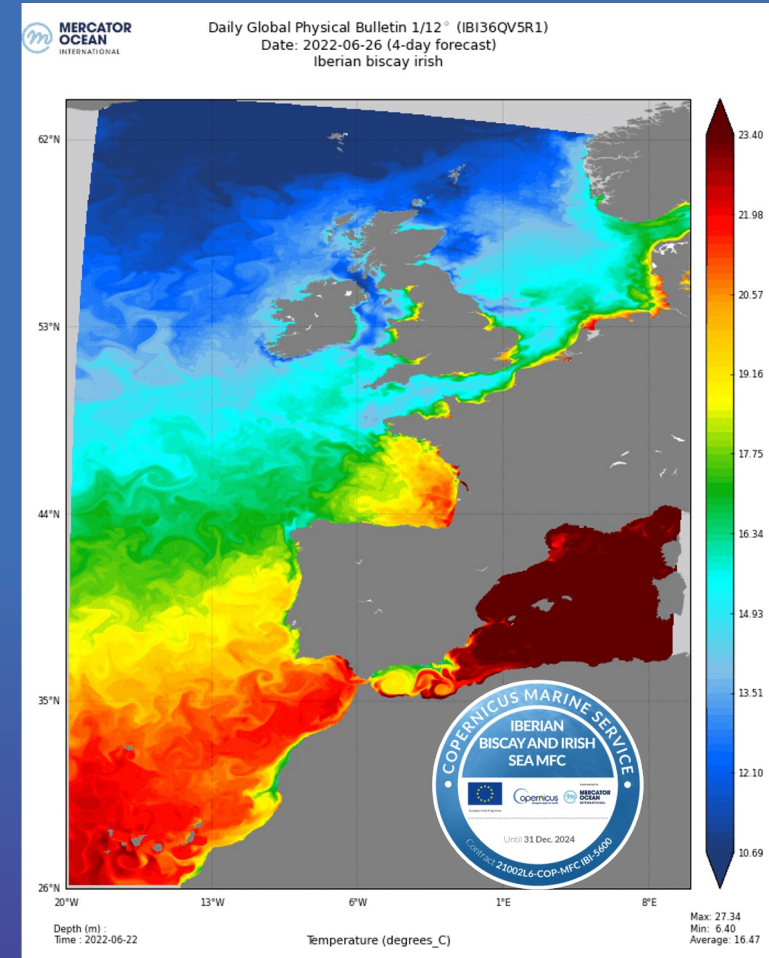 MERCATOR
OCEAN
INTERNATIONAL
Daily Global Physical Bulletin 1/12° (IBI36QV5R1)
Date: 2022-06-26 (4-day forecast)
Iberian biscay irish
62°N
53°N
44°N
35°N
26°N
20°W
13°W
6°W
1°E
8°E
23.40
21.98
20.57
19.16
17.75
16.34
14.93
13.51
12.10
10.69
COPERNICUS MARINE SERVICE
IBERIAN
BISCAY AND IRISH
SEA MFC
opernicus
MERCATOR
OCEAN
INTERNATIONAL
Until 31 Dec. 2024
Contract 21002L6-COP-MFC IBI-5600
Depth (m) :
Time : 2022-06-22
Temperature (degrees_C)
Max: 27.34
Min: 6.40
Average: 16.47